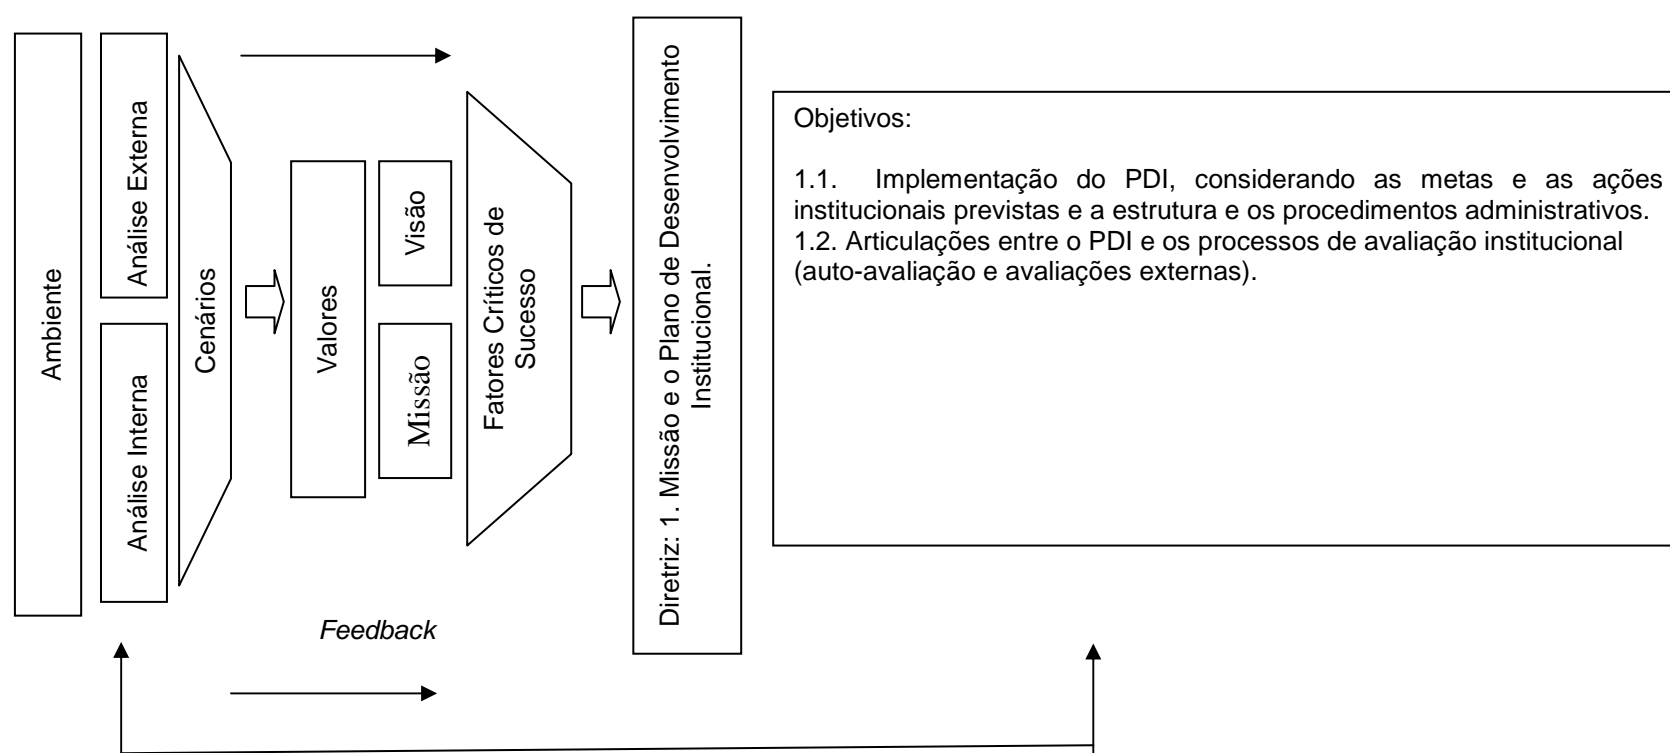 Ambiente
Análise Externa
Análise Interna
Cenários
Valores
Visão
Missão
Fatores Críticos de
Sucesso
Diretriz: 1. Missão e o Plano de Desenvolvimento
Institucional.
Objetivos:
1.1. Implementação do PDI, considerando as metas e as ações
institucionais previstas e a estrutura e os procedimentos administrativos.
1.2. Articulações entre o PDI e os processos de avaliação institucional
(auto-avaliação e avaliações externas).
Feedback